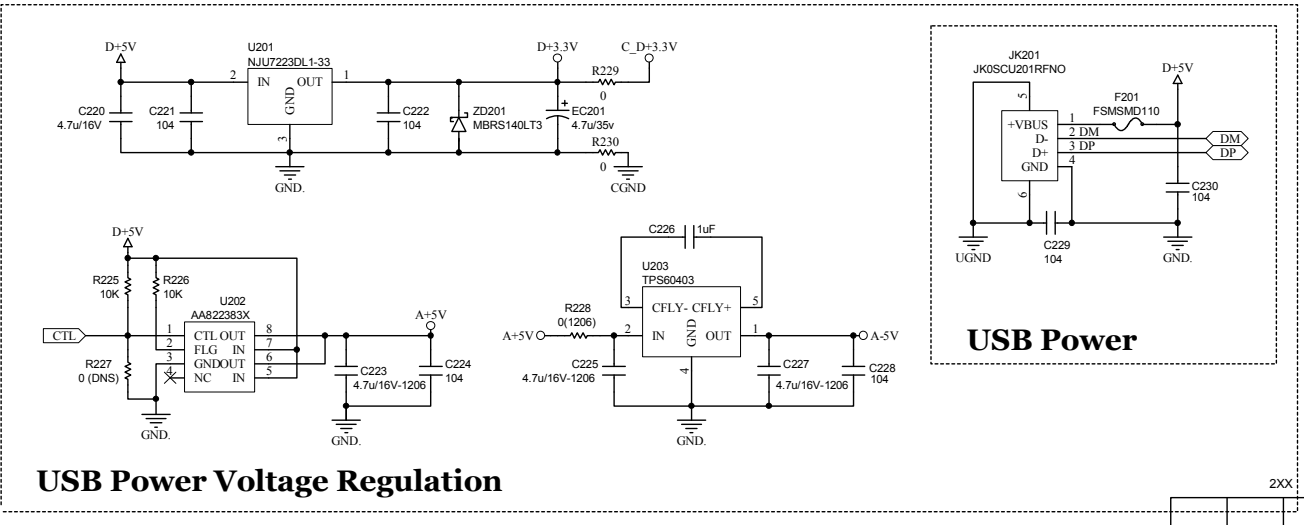 D+5V
U201
NJU7223DL1-33
2 IN OUT 1
GND
3
C220
4.7u/16V
C221
104
C222
104
ZD201
MBRS140LT3
D+3.3V
C_D+3.3V
R229
0
+
EC201
4.7u/35v
R230
0
GND.
CGND
D+5V
R225
10K
R226
10K
U202
AA822383X
CTL
1 CTL OUT 8
2 FLG IN 7
3 GNDOUT 6
4 NC IN 5
R227
0 (DNS)
GND.
A+5V
C223
4.7u/16V-1206
C224
104
GND.
C226 1uF
U203
TPS60403
3 CFLY- CFLY+ 5
R228
0(1206)
A+5V
2 IN OUT 1
GND
4
A-5V
C225
4.7u/16V-1206
C227
4.7u/16V-1206
C228
104
GND.
JK201
JK0SCU201RFNO
D+5V
F201
FSMSMD110
5
+VBUS 1
D- 2 DM
D+ 3 DP
GND 4
6
DM
DP
C230
104
C229
104
UGND
GND.
USB Power
USB Power Voltage Regulation
2XX